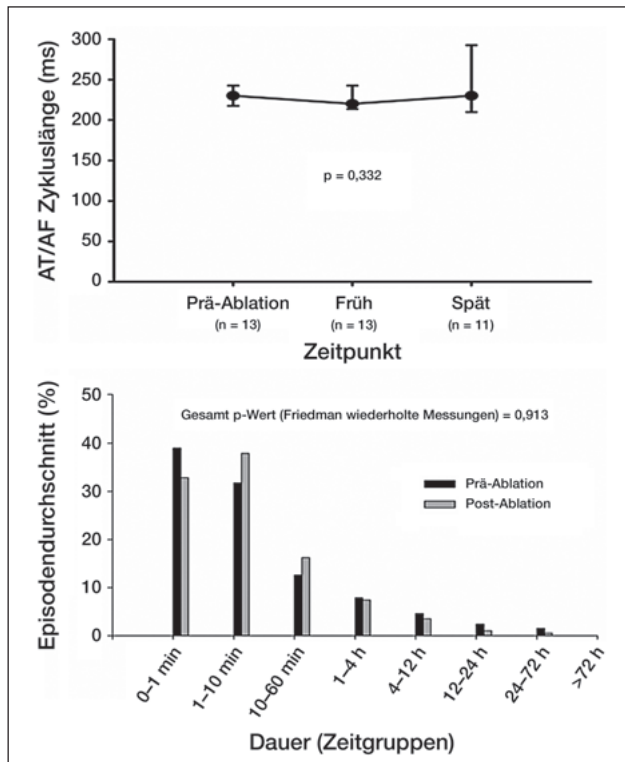 300
250
200
150
100
50
0
AT/AF Zykluslänge (ms)
p = 0,332
Prä-Ablation
(n = 13)
Früh
(n = 13)
Spät
(n = 11)
Zeitpunkt
50
40
30
20
10
0
Episodendurchschnitt (%)
Gesamt p-Wert (Friedman wiederholte Messungen) = 0,913
Prä-Ablation
Post-Ablation
0–1 min
1–10 min
10–60 min
1–4 h
4–12 h
12–24 h
24–72 h
>72 h
Dauer (Zeitgruppen)